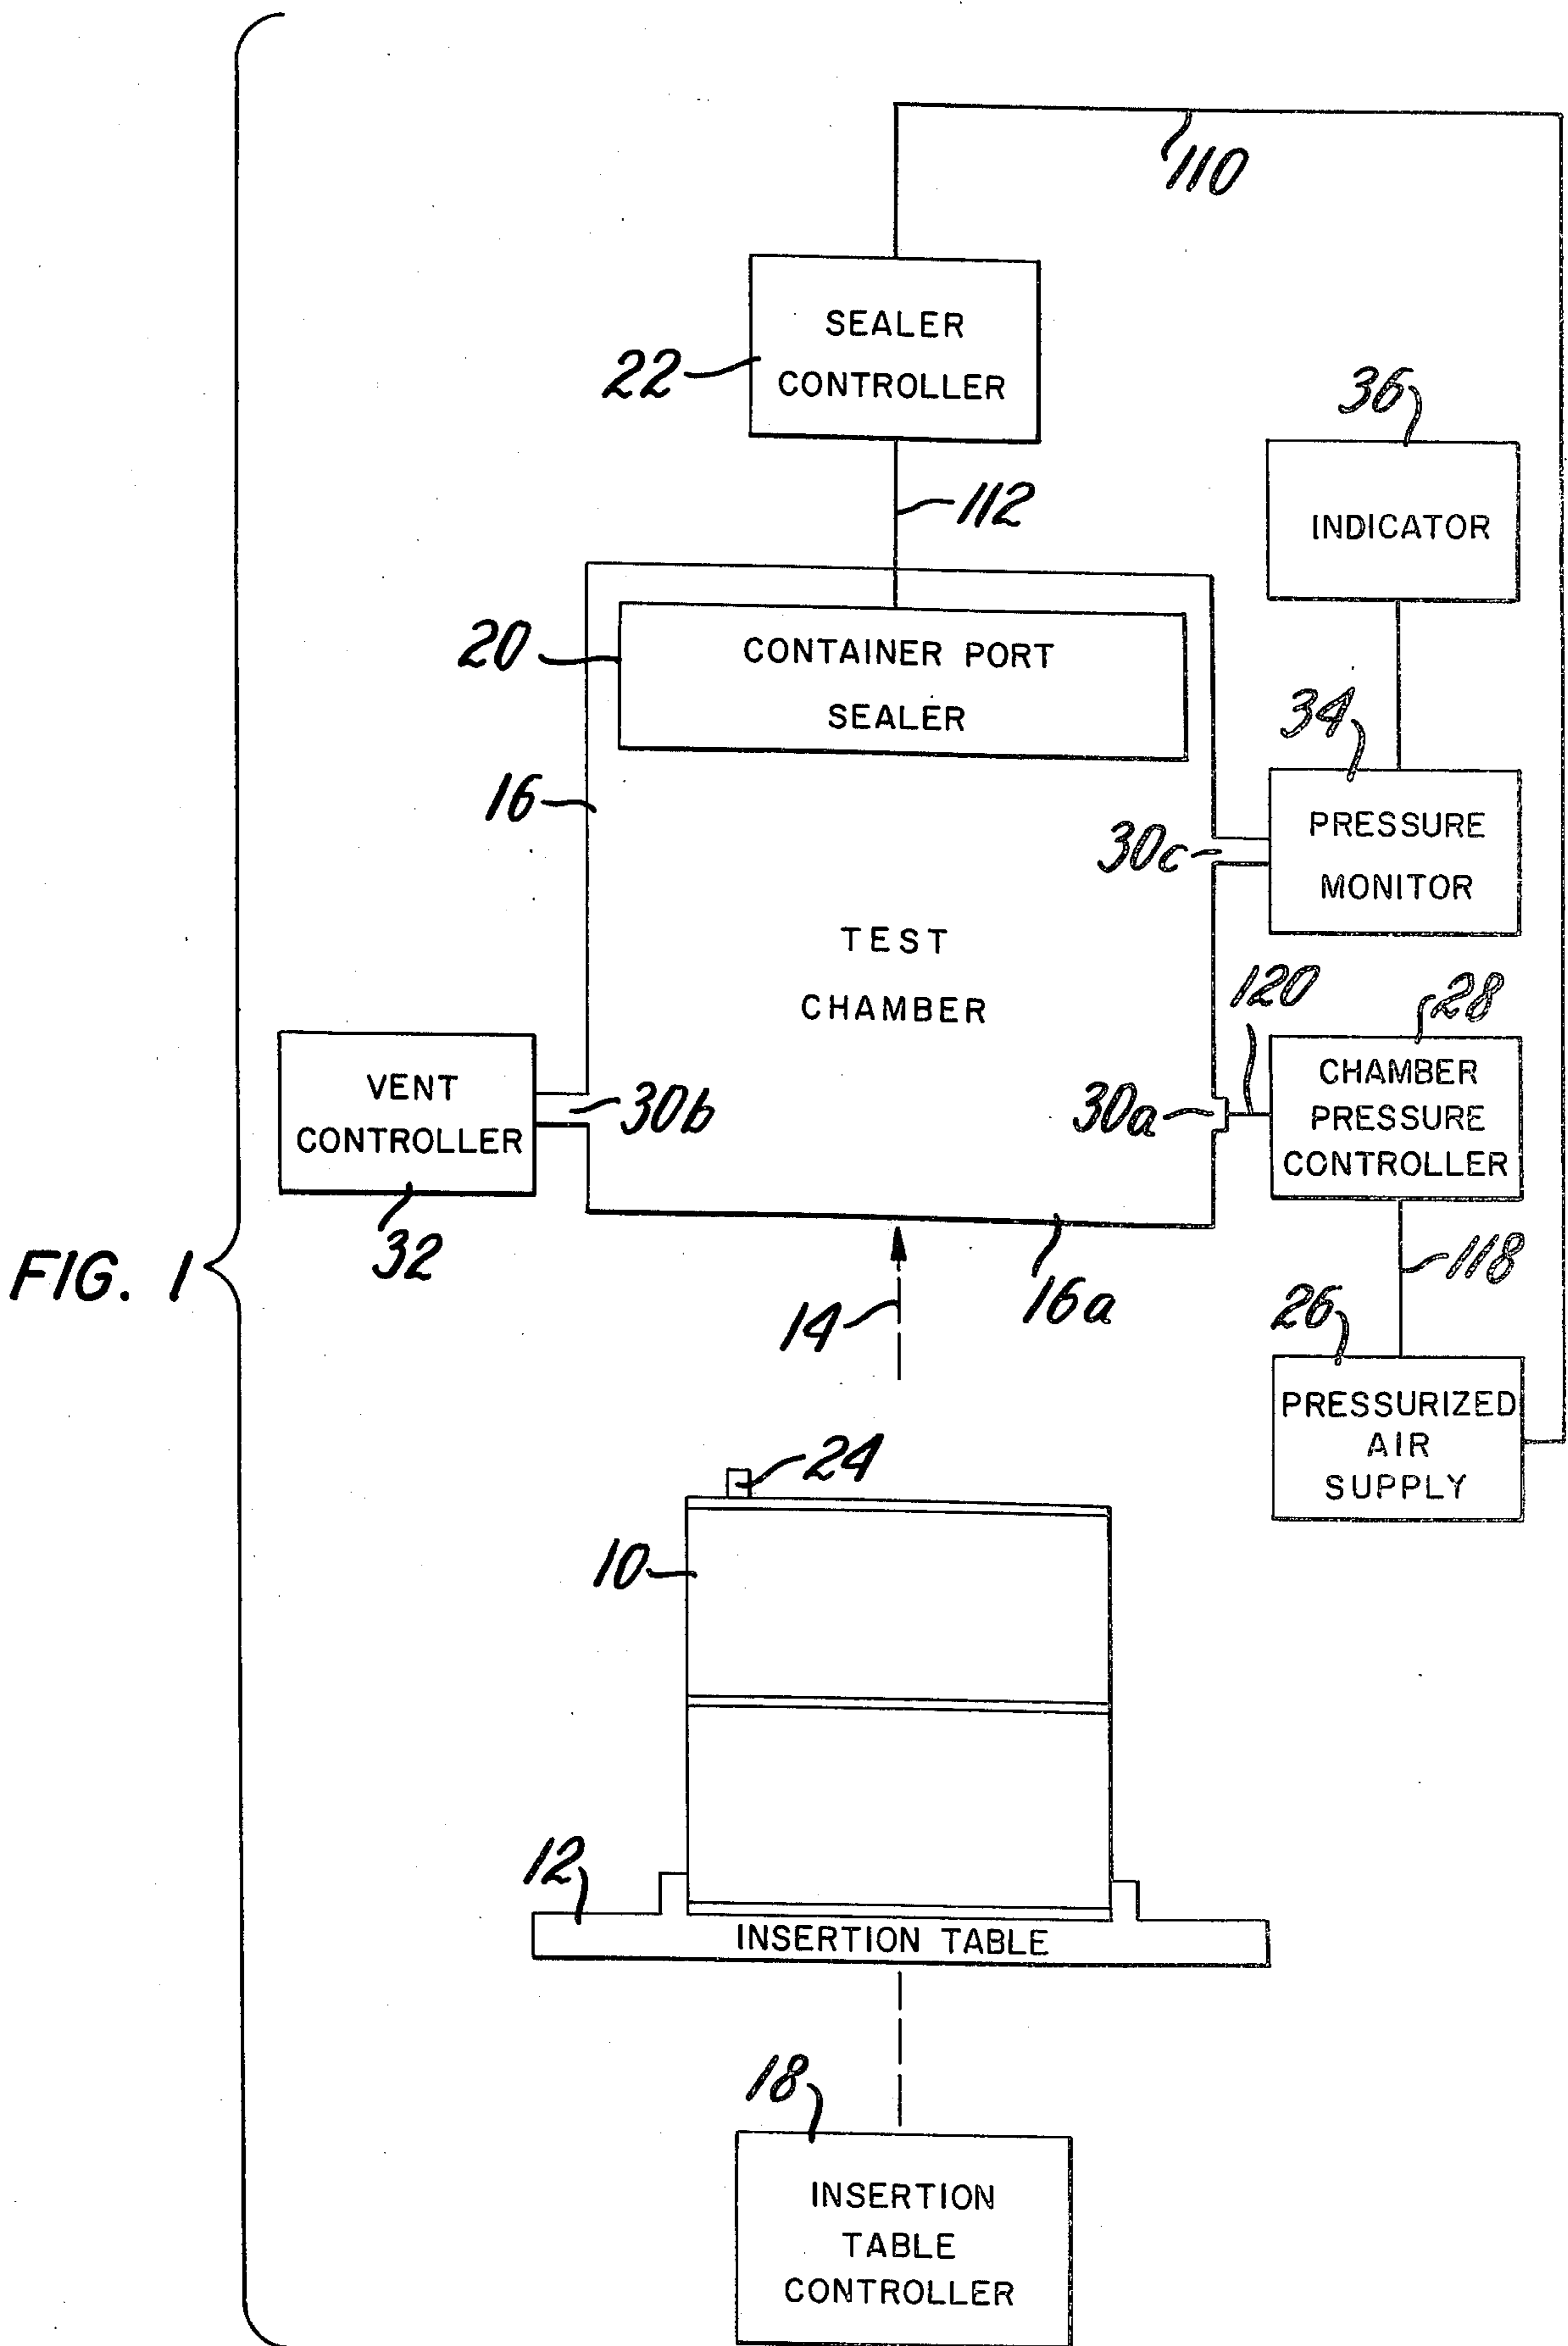 110
SEALER
CONTROLLER
22
36
INDICATOR
112
20
CONTAINER PORT
SEALER
34
16
PRESSURE
MONITOR
30c
TEST
CHAMBER
120
28
VENT
CONTROLLER
30b
30a
CHAMBER
PRESSURE
CONTROLLER
32
FIG. 1
118
16a
14
26
PRESSURIZED
AIR
SUPPLY
24
10
12
INSERTION TABLE
18
INSERTION
TABLE
CONTROLLER